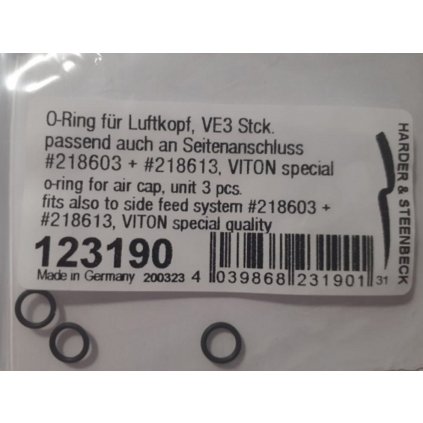 O-Ring für Luftkopf, VE3 Stck.
passend auch an Seitenanschluss
#218603 + #218613, VITON special
o-ring for air cap, unit 3 pcs.
fits also to side feed system #218603 +
#218613, VITON special quality
123190
Made in Germany 200323
4 039868 231901 31
HARDER & STEENBECK